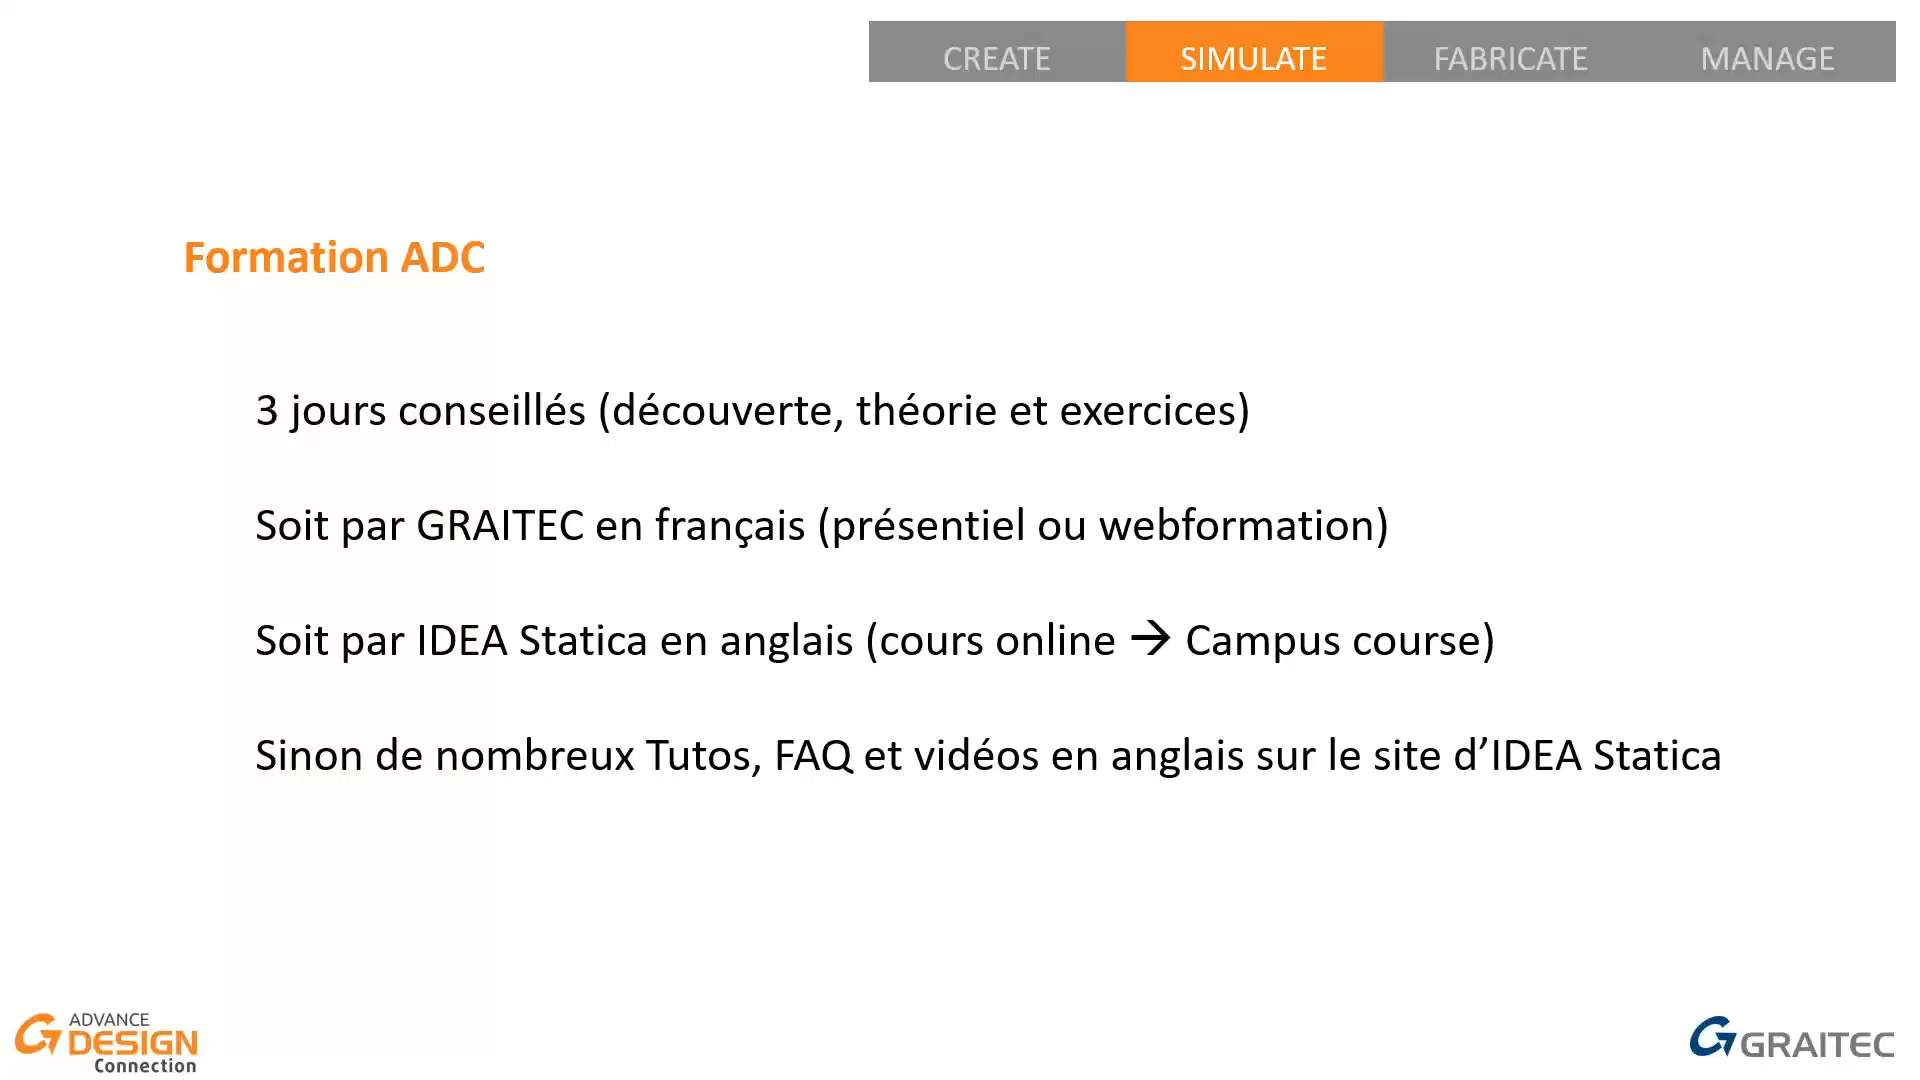 CREATE SIMULATE FABRICATE MANAGE
Formation ADC
3 jours conseillés (découverte, théorie et exercices)
Soit par GRAITEC en français (présentiel ou webformation)
Soit par IDEA Statica en anglais (cours online → Campus course)
Sinon de nombreux Tutos, FAQ et vidéos en anglais sur le site d’IDEA Statica
ADVANCE
DESIGN
Connection
GRAITEC